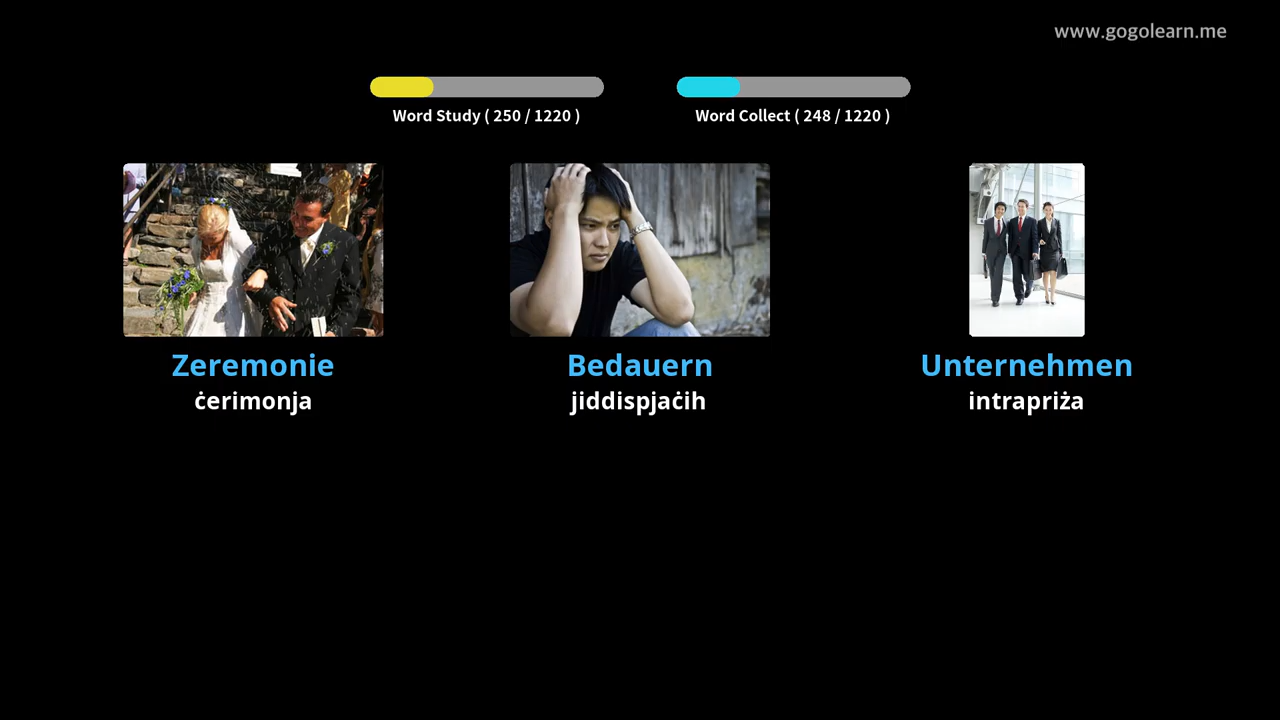 www.gogolearn.me
Word Study ( 250 / 1220 )
Word Collect ( 248 / 1220 )
Zeremonie
ċerimonja
Bedauern
jiddispjaċih
Unternehmen
intrapriża